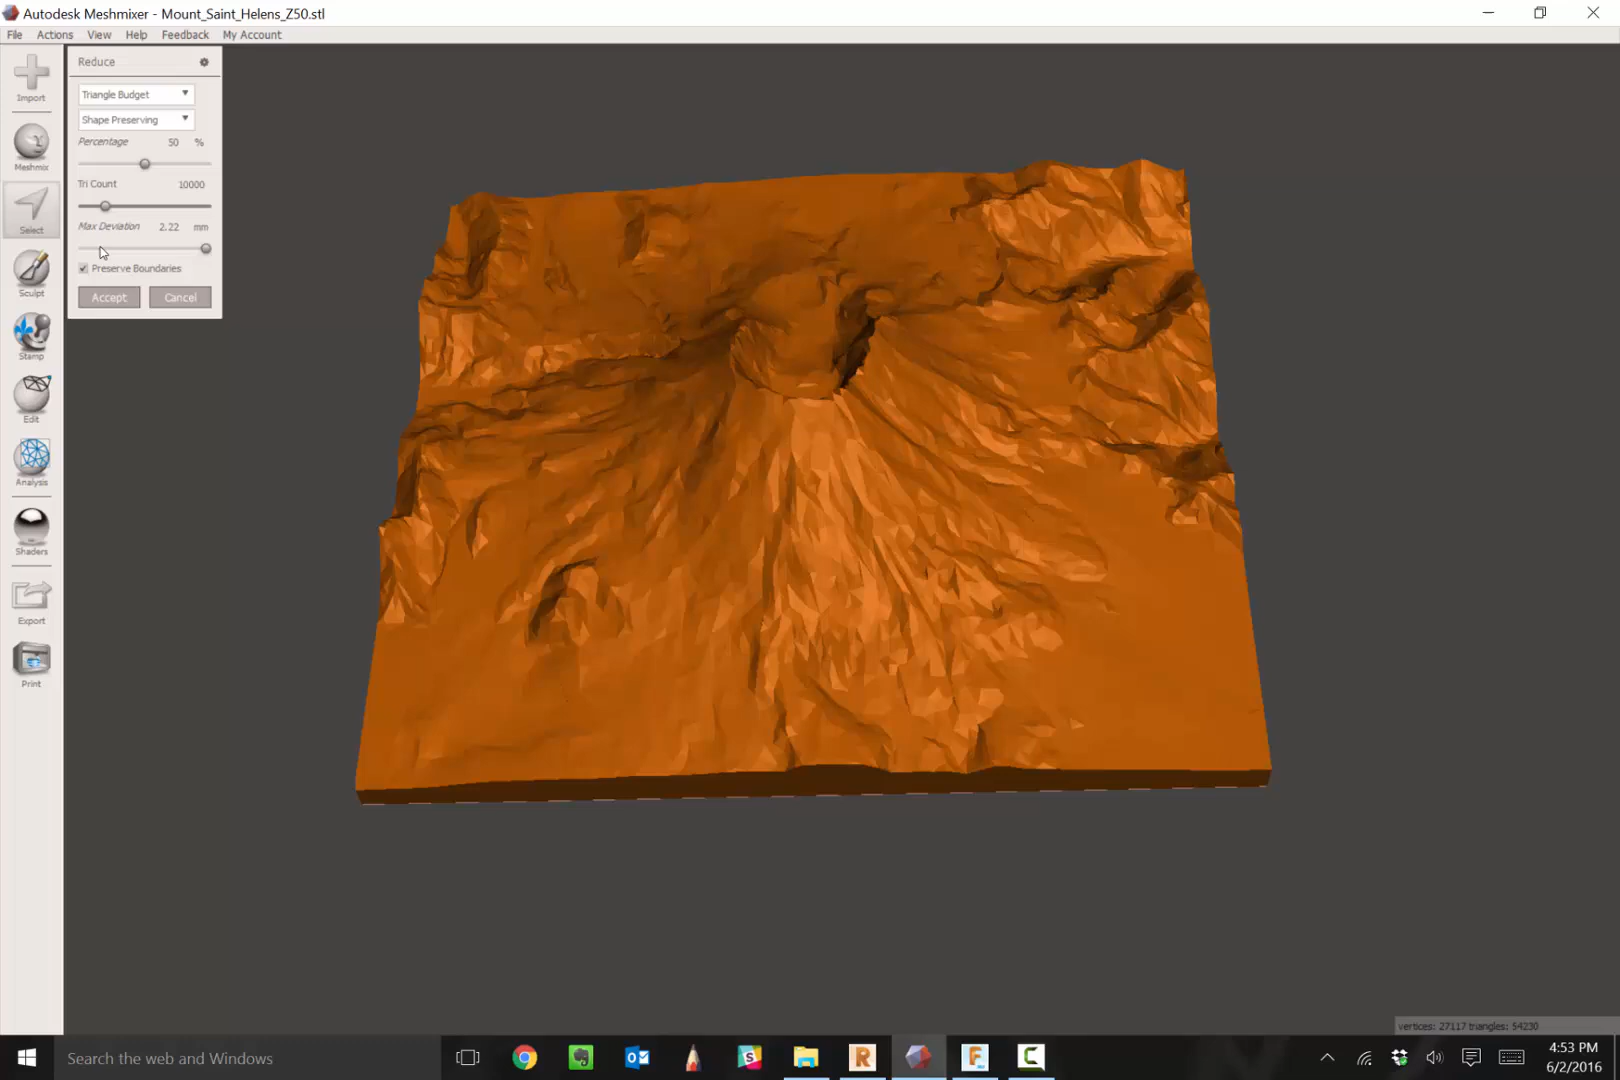 Autodesk Meshmixer - Mount_Saint_Helens_Z50.stl
File Actions View Help Feedback My Account
Import
Meshmix
Select
Sculpt
Stamp
Edit
Analysis
Shaders
Export
Print
Reduce
Triangle Budget
Shape Preserving
Percentage 50 %
Tri Count 10000
Max Deviation 2.22 mm
Preserve Boundaries
Accept Cancel
vertices: 27117 triangles: 54230
Search the web and Windows
4:53 PM
6/2/2016